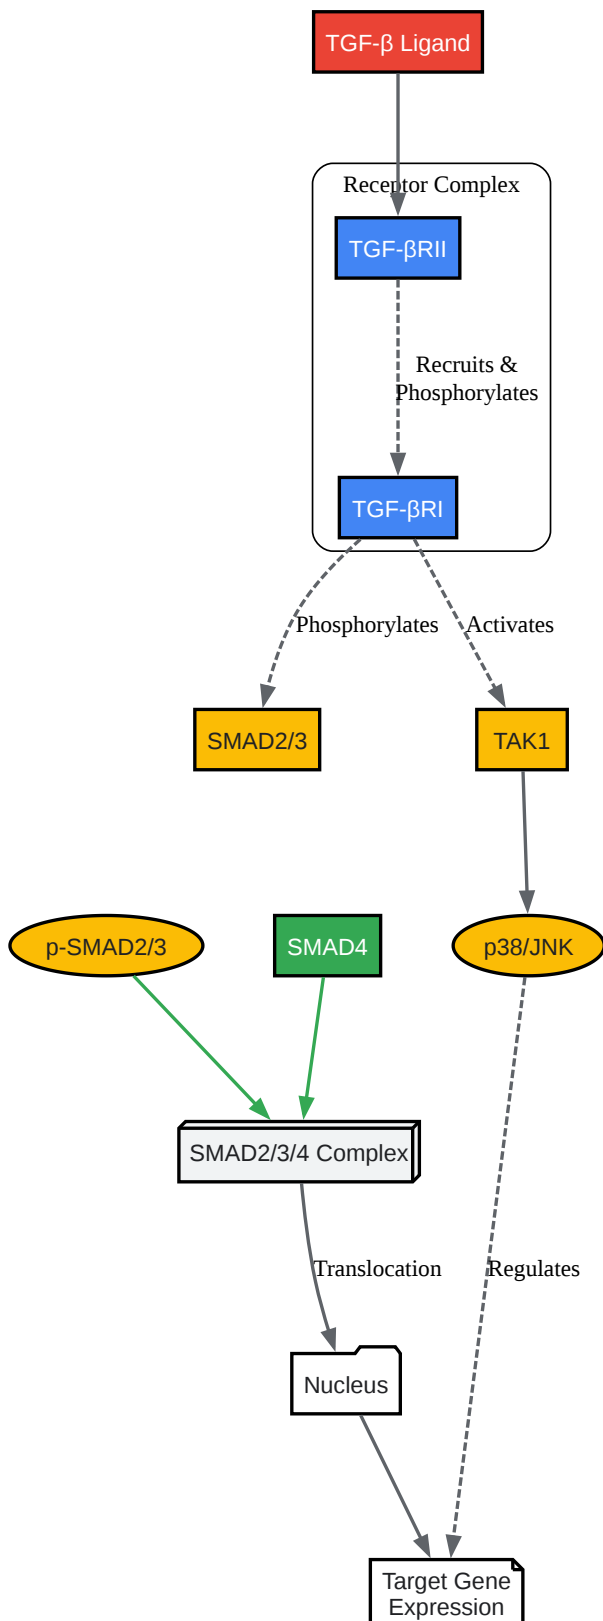 TGF-β Ligand
Receptor Complex
TGF-βRII
Recruits &
Phosphorylates
TGF-βRI
Phosphorylates
Activates
SMAD2/3
TAK1
p-SMAD2/3
SMAD4
p38/JNK
SMAD2/3/4 Complex
Translocation
Regulates
Nucleus
Target Gene
Expression